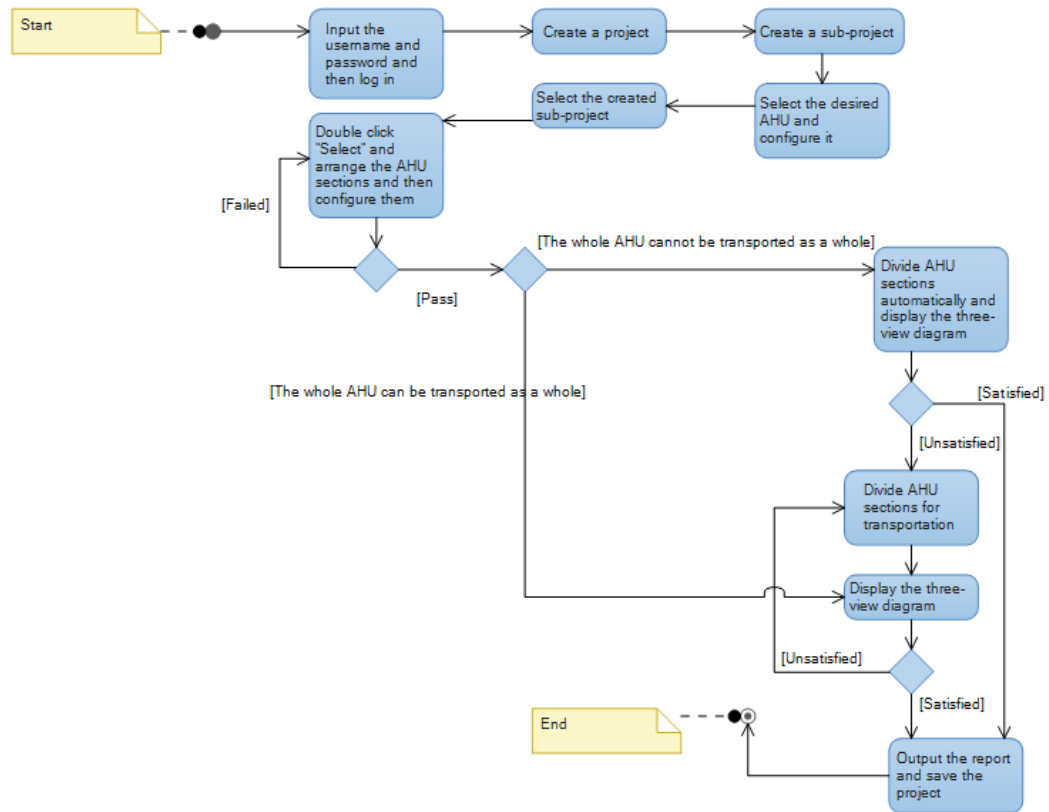 Start
Input the
username and
password and
then log in
Create a project
Create a sub-project
Select the desired
AHU and
configure it
Select the created
sub-project
Double click
"Select" and
arrange the AHU
sections and then
configure them
[Failed]
[Pass]
[The whole AHU cannot be transported as a whole]
Divide AHU
sections
automatically and
display the three-
view diagram
[The whole AHU can be transported as a whole]
[Satisfied]
[Unsatisfied]
Divide AHU
sections for
transportation
Display the three-
view diagram
[Unsatisfied]
[Satisfied]
End
Output the report
and save the
project